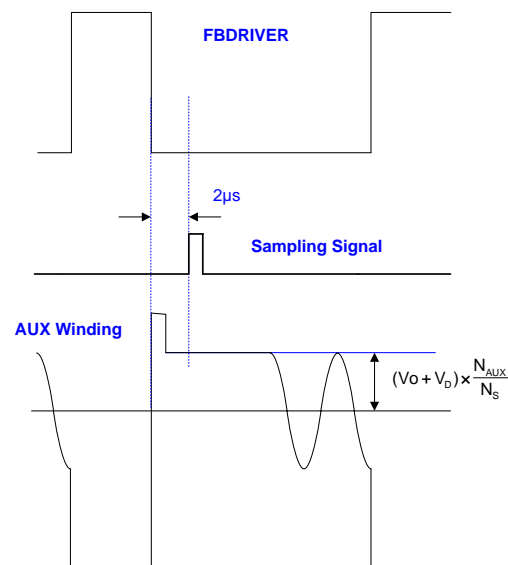 FBDRIVER
2μs
Sampling Signal
AUX Winding
(Vo + V_D) × N_AUX / N_S